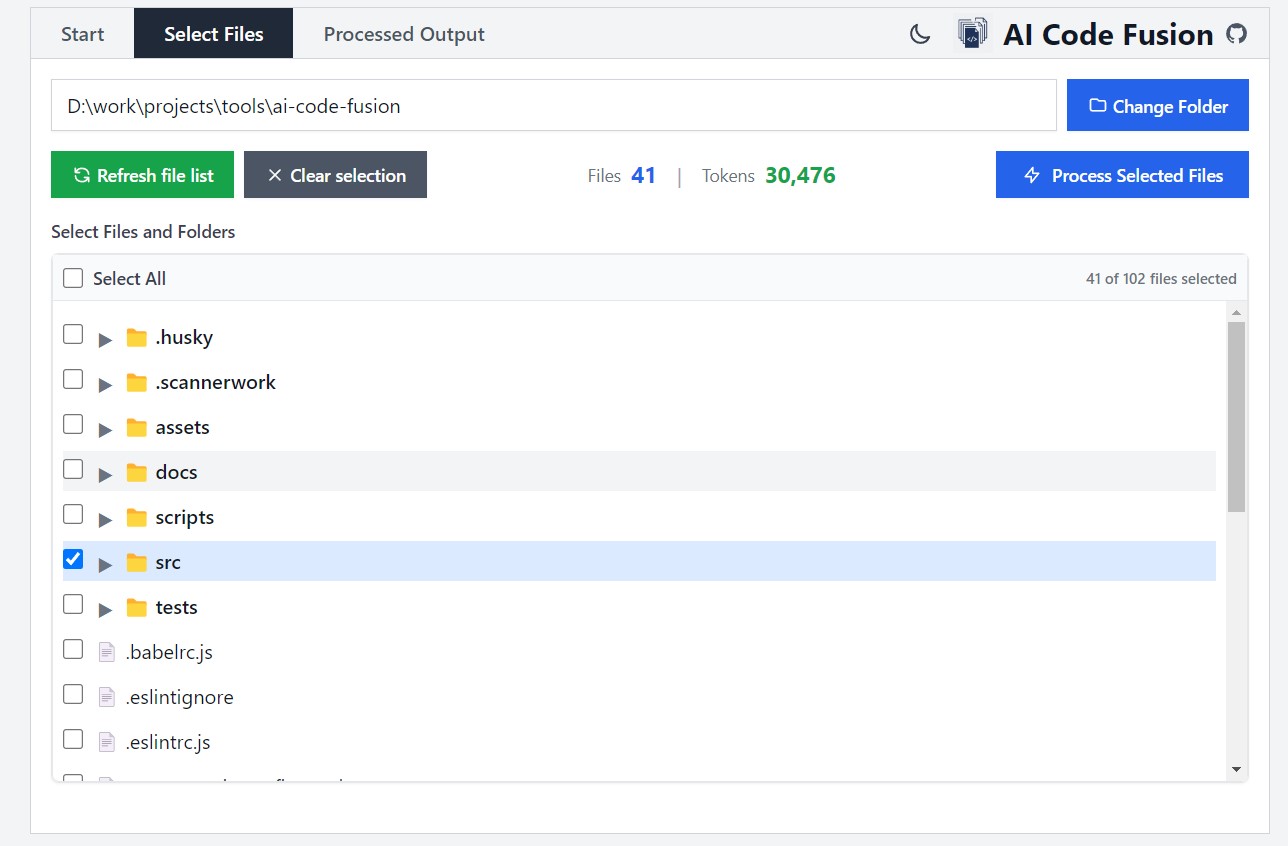 Start Select Files Processed Output AI Code Fusion
D:\work\projects\tools\ai-code-fusion Change Folder
Refresh file list Clear selection Files 41 | Tokens 30,476 Process Selected Files
Select Files and Folders
Select All 41 of 102 files selected
.husky
.scannerwork
assets
docs
scripts
src
tests
.babelrc.js
.eslintignore
.eslintrc.js